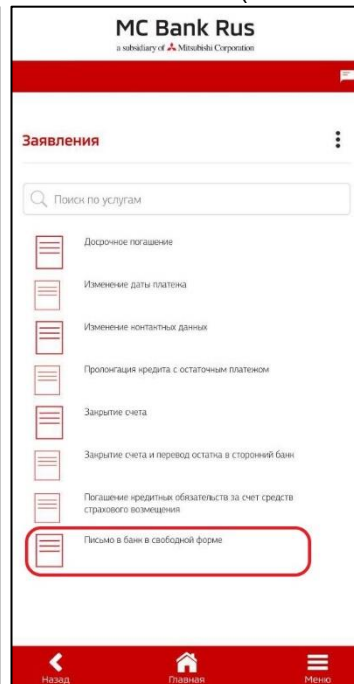 MC Bank Rus
a subsidiary of Mitsubishi Corporation
Заявления
Поиск по услугам
Досрочное погашение
Изменение даты платежа
Изменение контактных данных
Пролонгация кредита с остаточным платежом
Закрытие счета
Закрытие счета и перевод остатка в сторонний банк
Погашение кредитных обязательств за счет средств
страхового возмещения
Письмо в банк в свободной форме
Назад
Главная
Меню